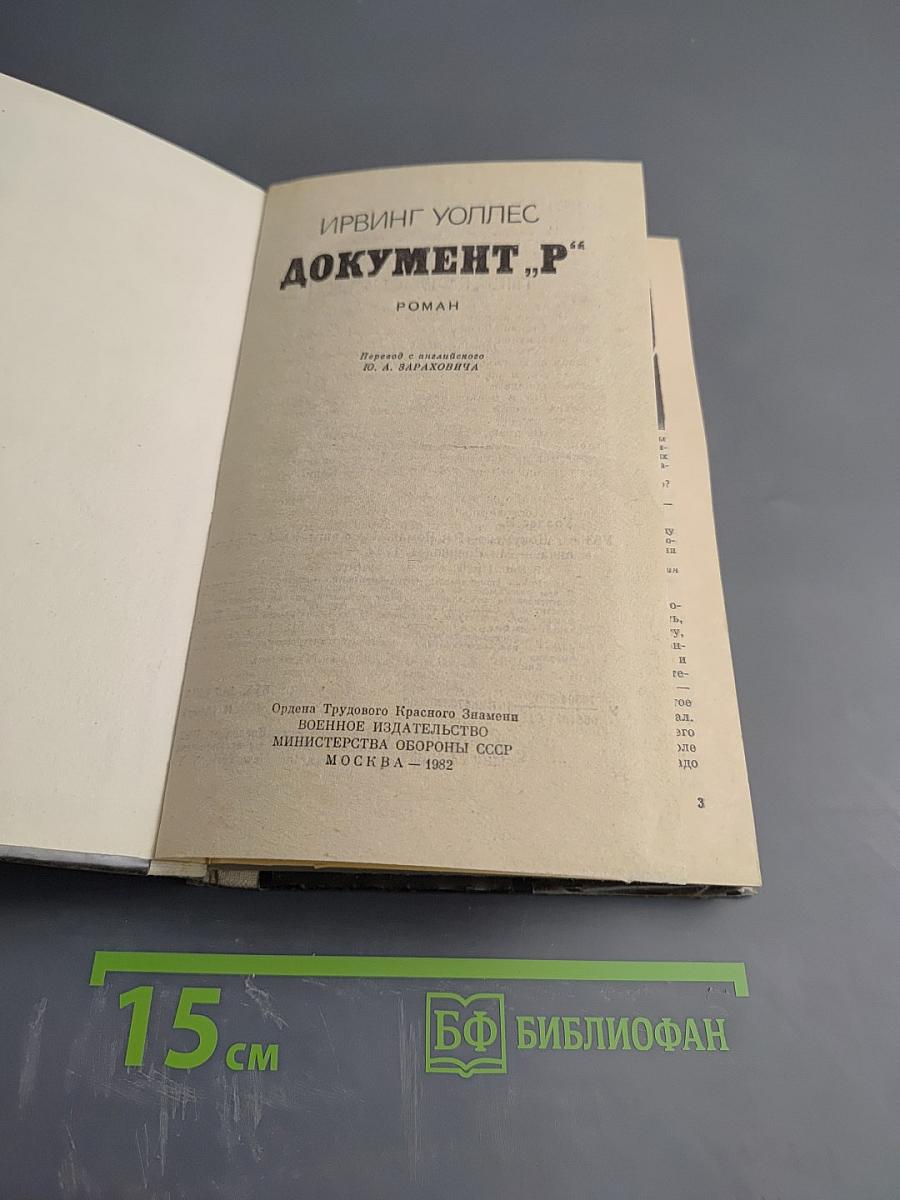 ИРВИНГ УОЛЛЕС
ДОКУМЕНТ „Р“
РОМАН
Перевод с английского
Ю. А. ЗАРАХОВИЧА
Ордена Трудового Красного Знамени
ВОЕННОЕ ИЗДАТЕЛЬСТВО
МИНИСТЕРСТВА ОБОРОНЫ СССР
МОСКВА — 1982
3
15 см
БФ БИБЛИОФАН